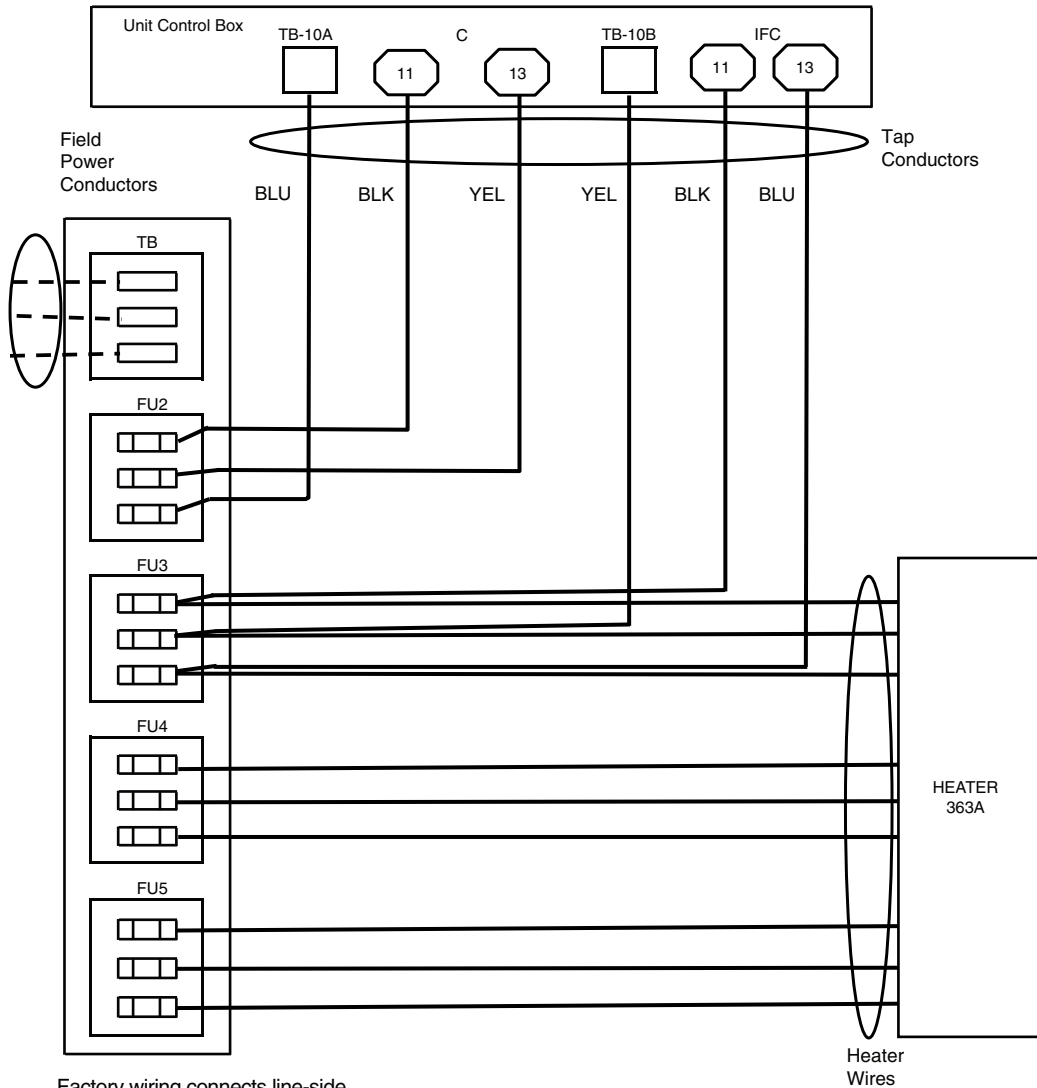 Unit Control Box
TB-10A
C
TB-10B
IFC
11
13
11
13
Field
Power
Conductors
Tap
Conductors
BLU
BLK
YEL
YEL
BLK
BLU
TB
FU2
FU3
FU4
HEATER
363A
FU5
Heater
Wires
Factory wiring connects line-side